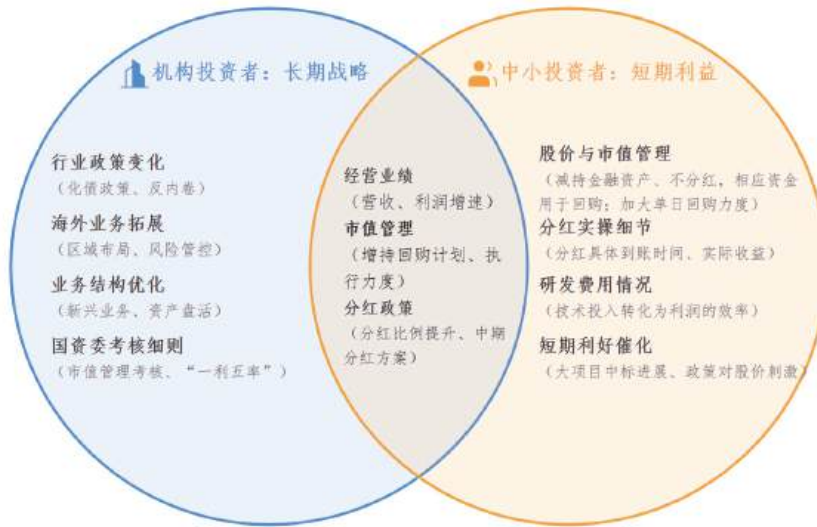 机构投资者：长期战略
行业政策变化
（化债政策、反内卷）
海外业务拓展
（区域布局、风险管控）
业务结构优化
（新兴业务、资产盘活）
国资委考核细则
（市值管理考核、“一利五率”）
经营业绩
（营收、利润增速）
市值管理
（增持回购计划、执
行力度）
分红政策
（分红比例提升、中期
分红方案）
中小投资者：短期利益
股价与市值管理
（减持金融资产、不分红，相应资金
用于回购；加大单日回购力度）
分红实操细节
（分红具体到账时间、实际收益）
研发费用情况
（技术投入转化为利润的效率）
短期利好催化
（大项目中标进展、政策对股价刺激）